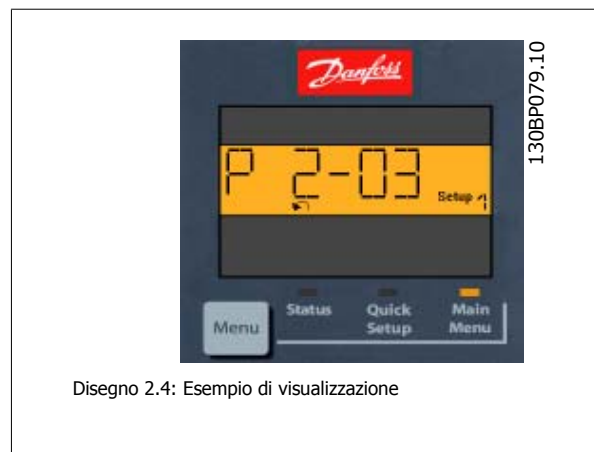 Danfoss
130BP079.10
P 2-03
Setup 1
Menu
Status
Quick Setup
Main Menu
Disegno 2.4: Esempio di visualizzazione